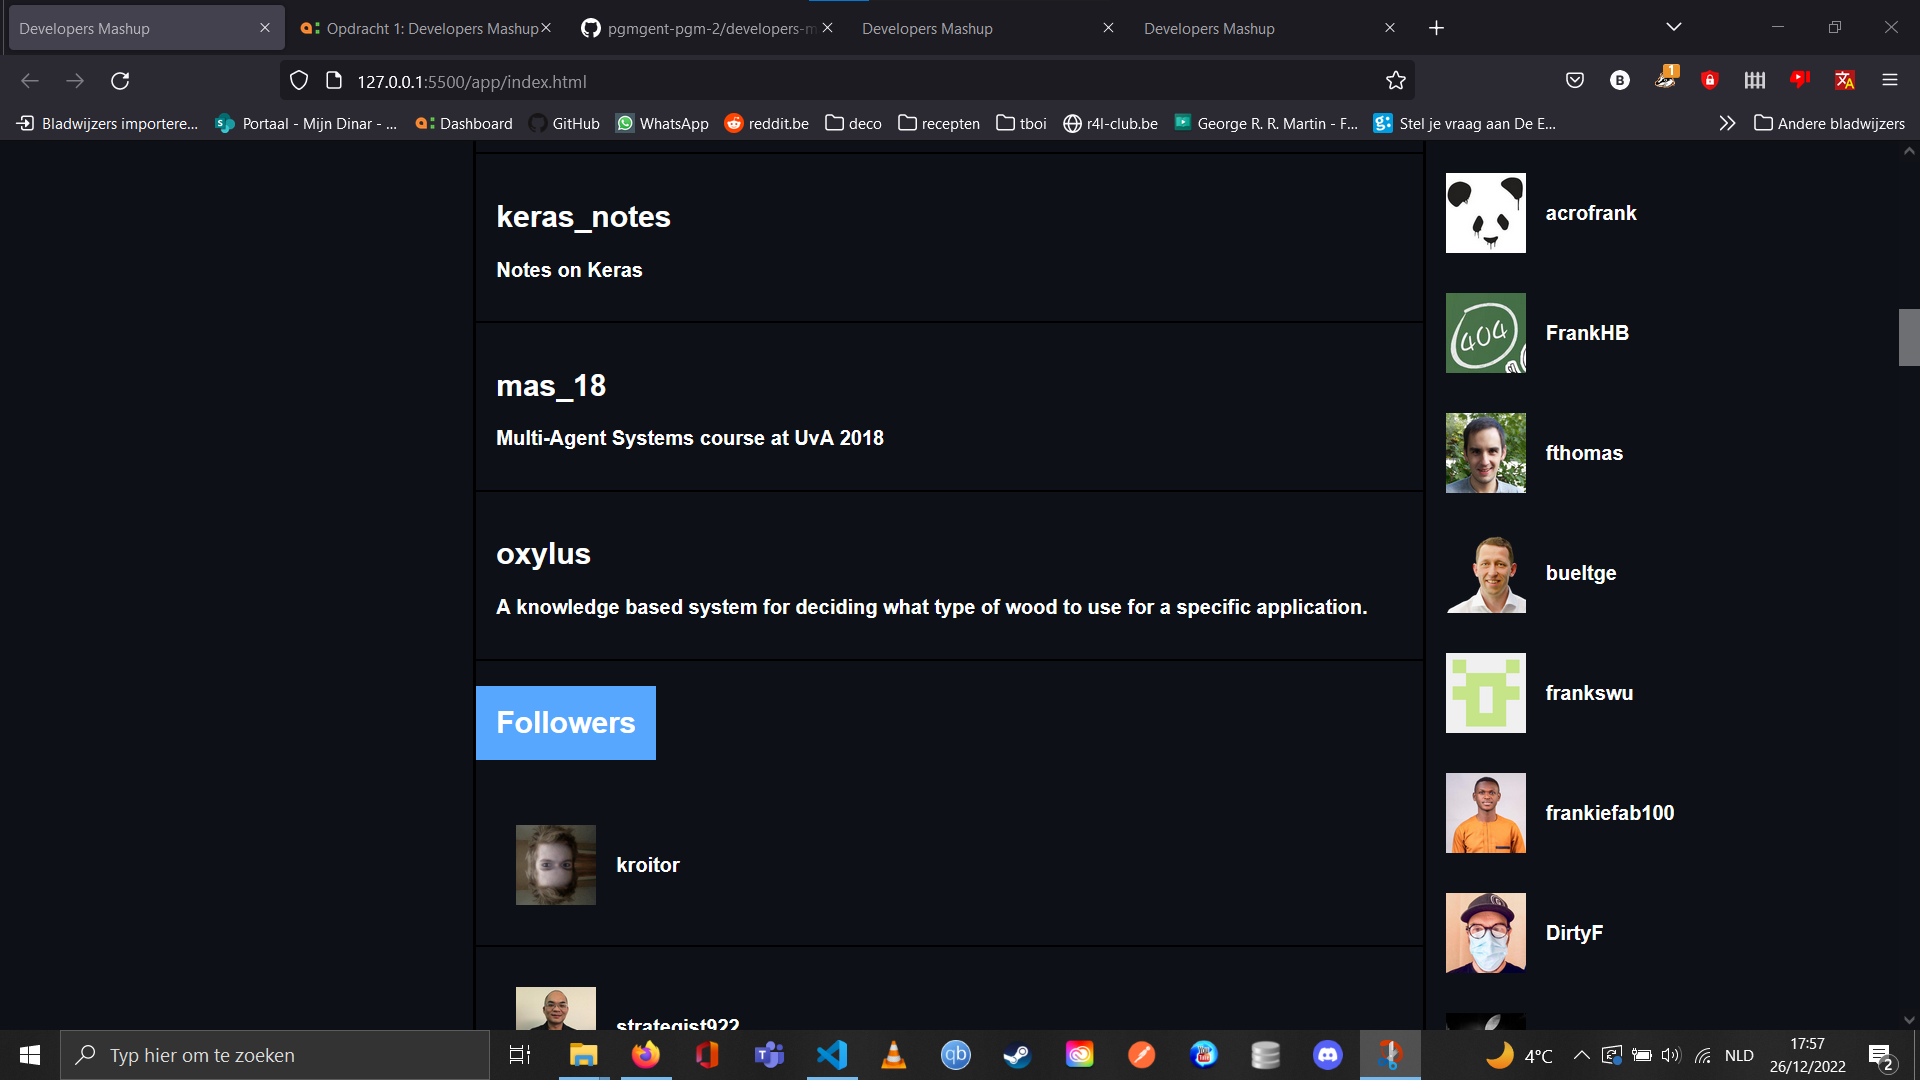 Developers Mashup
Opdracht 1: Developers Mashup
pgmgent-pgm-2/developers-m
Developers Mashup
Developers Mashup
127.0.0.1:5500/app/index.html
B
1
Bladwijzers importere...
Portaal - Mijn Dinar - ...
Dashboard
GitHub
WhatsApp
reddit.be
deco
recepten
tboi
r4l-club.be
George R. R. Martin - F...
Stel je vraag aan De E...
Andere bladwijzers
keras_notes
Notes on Keras
mas_18
Multi-Agent Systems course at UvA 2018
oxylus
A knowledge based system for deciding what type of wood to use for a specific application.
Followers
kroitor
strategist922
acrofrank
404
FrankHB
fthomas
bueltge
frankswu
frankiefab100
DirtyF
Typ hier om te zoeken
qb
4°C
NLD
17:57
26/12/2022
2